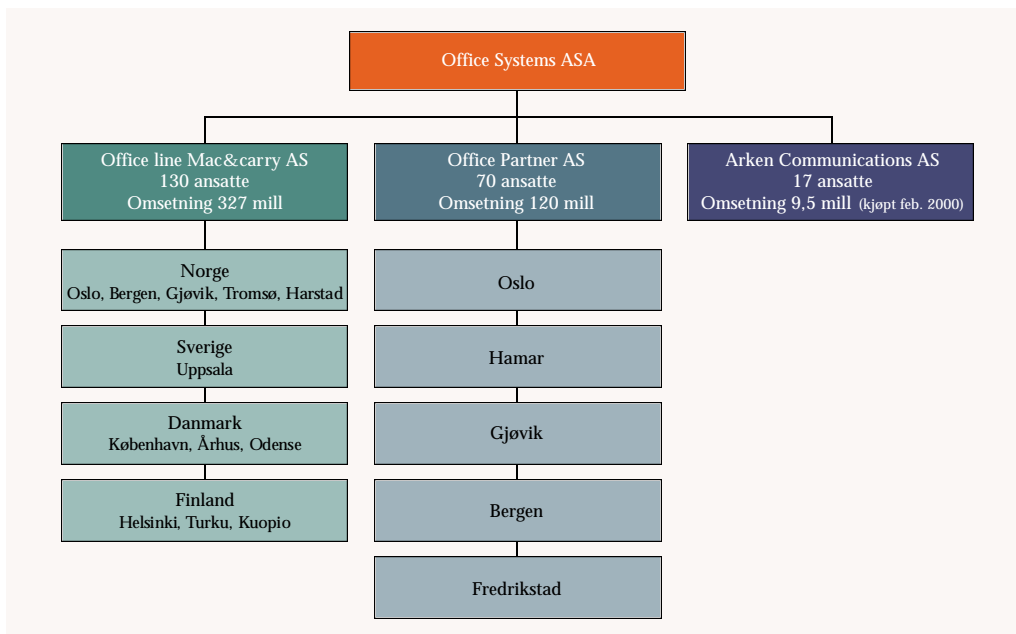 Office Systems ASA
Office line Mac&carry AS
130 ansatte
Omsetning 327 mill
Office Partner AS
70 ansatte
Omsetning 120 mill
Arken Communications AS
17 ansatte
Omsetning 9,5 mill (kjøpt feb. 2000)
Norge
Oslo, Bergen, Gjøvik, Tromsø, Harstad
Sverige
Uppsala
Danmark
København, Århus, Odense
Finland
Helsinki, Turku, Kuopio
Oslo
Hamar
Gjøvik
Bergen
Fredrikstad